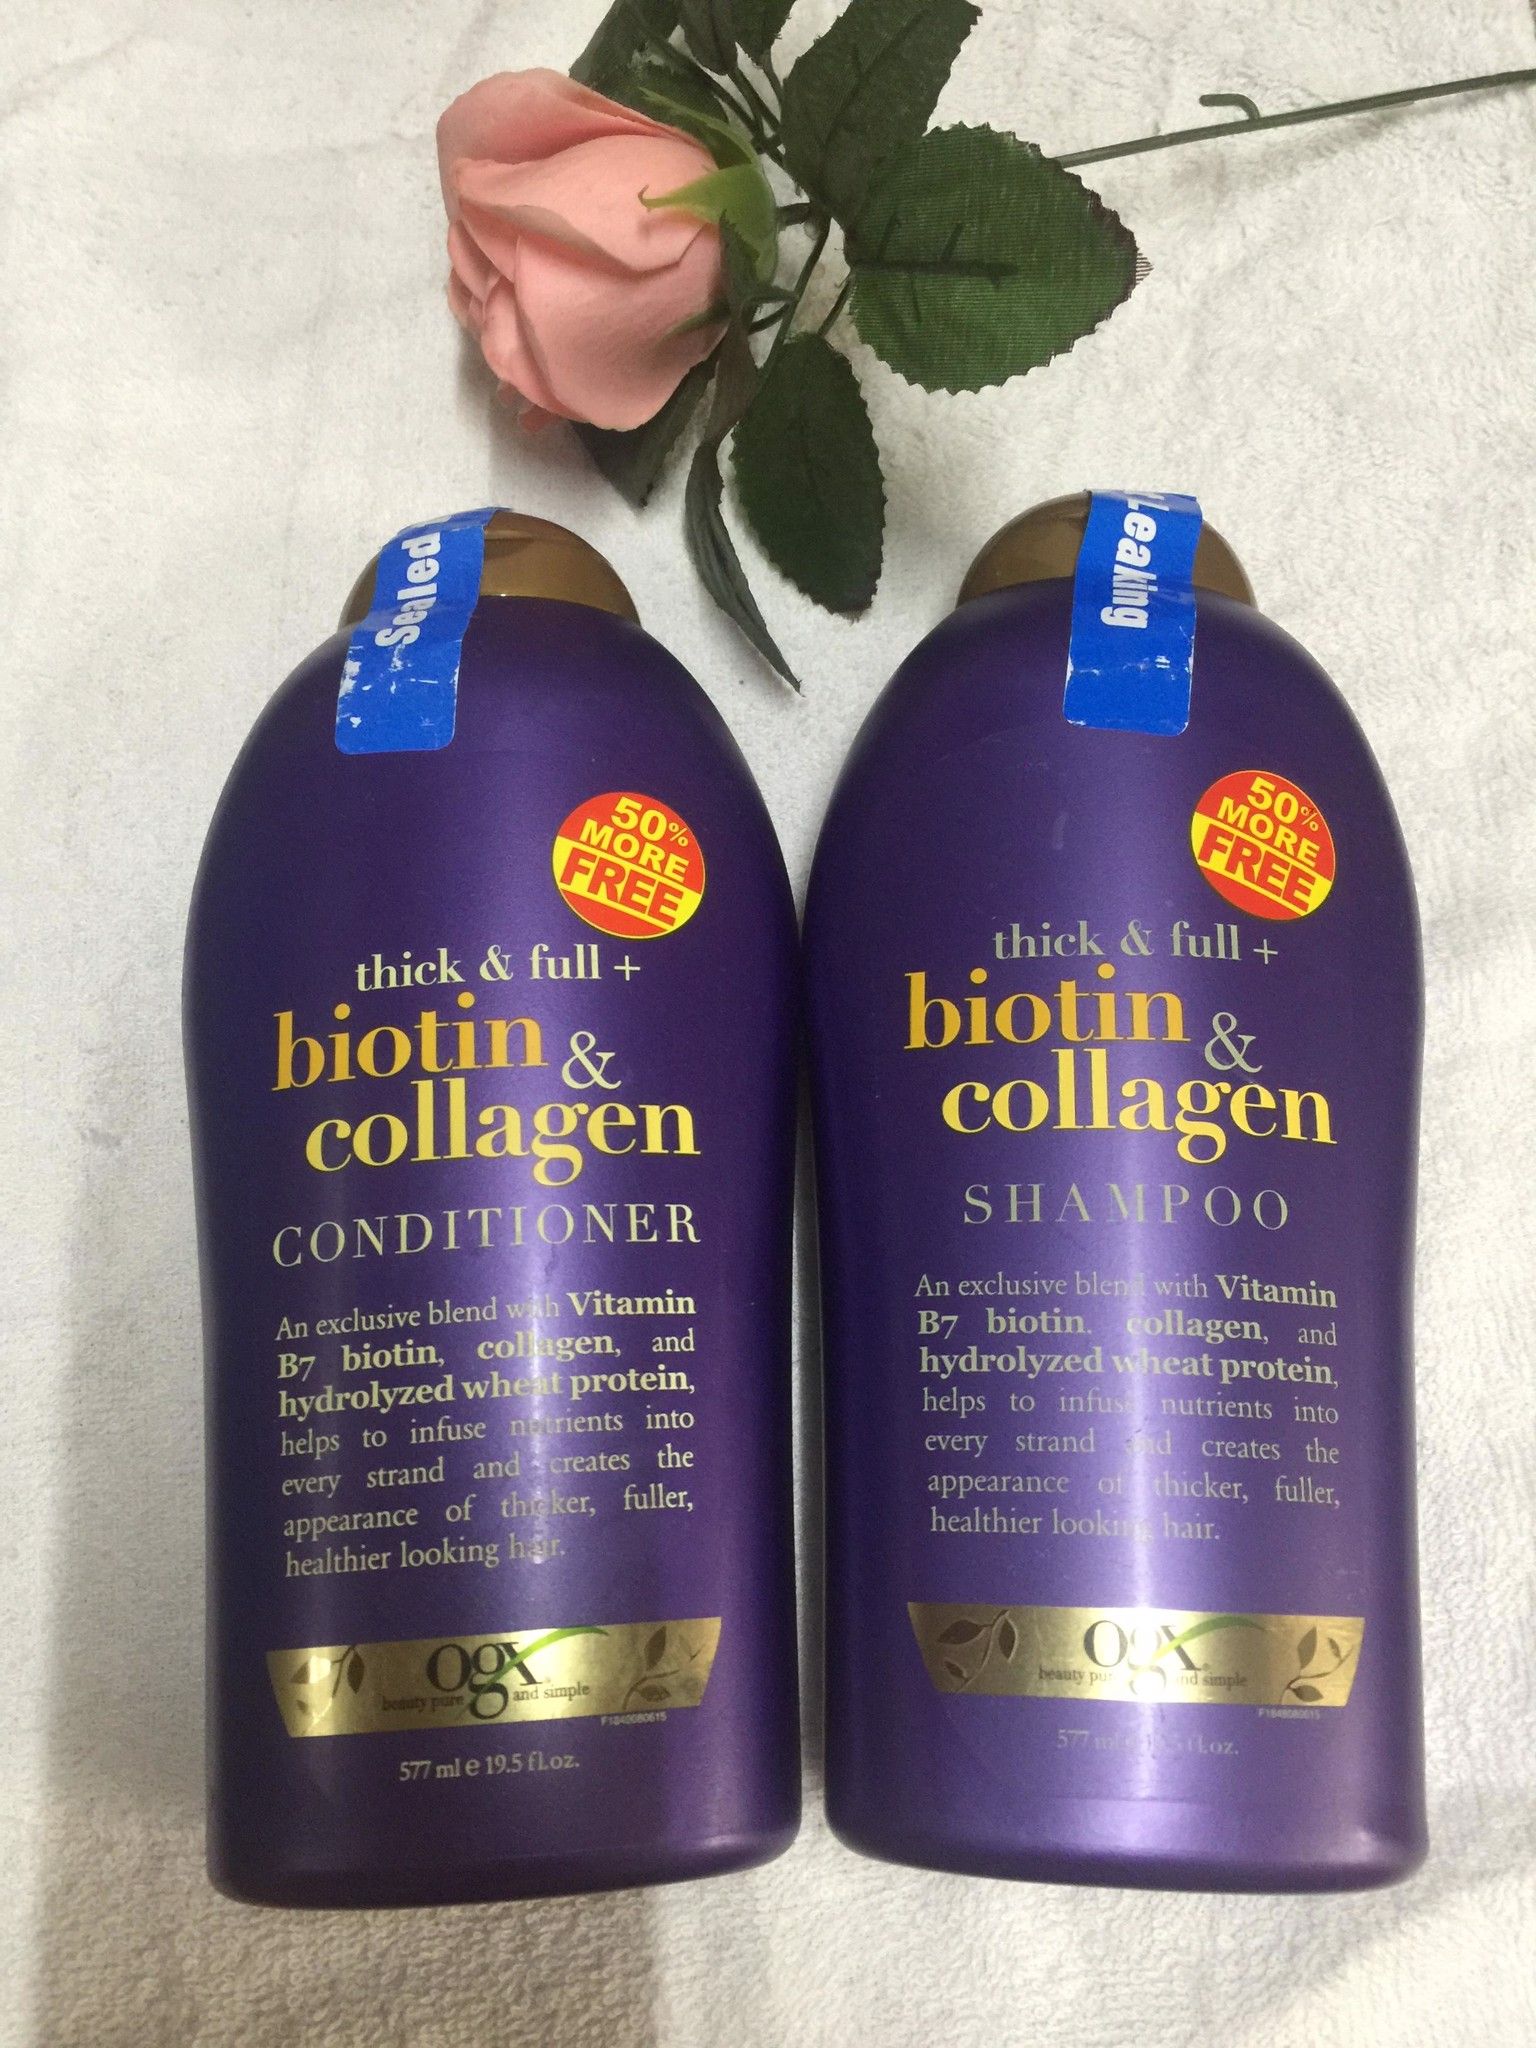 Sealed
50%
MORE
FREE
thick & full +
biotin &
collagen
CONDITIONER
An exclusive blend with Vitamin
B7 biotin, collagen, and
hydrolyzed wheat protein,
helps to infuse nutrients into
every strand and creates the
appearance of thicker, fuller,
healthier looking hair.
ogx®
beauty pure and simple
577 ml e 19.5 fl.oz.
Leaking
50%
MORE
FREE
thick & full +
biotin &
collagen
SHAMPOO
An exclusive blend with Vitamin
B7 biotin, collagen, and
hydrolyzed wheat protein,
helps to infuse nutrients into
every strand and creates the
appearance of thicker, fuller,
healthier looking hair.
ogx®
beauty pure and simple
577 ml fl.oz.